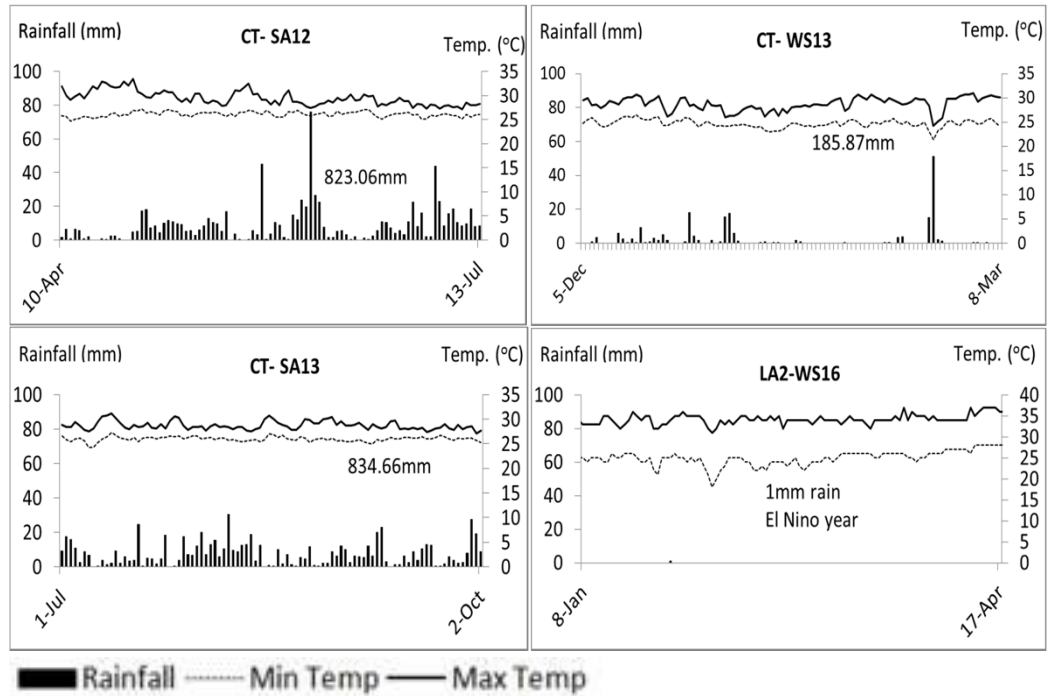 Rainfall (mm)
CT- SA12
Temp. (°C)
100
80
60
40
20
0
35
30
25
20
15
10
5
0
823.06mm
10-Apr
13-Jul
Rainfall (mm)
CT- WS13
Temp. (°C)
100
80
60
40
20
0
35
30
25
20
15
10
5
0
185.87mm
5-Dec
8-Mar
Rainfall (mm)
CT- SA13
Temp. (°C)
100
80
60
40
20
0
35
30
25
20
15
10
5
0
834.66mm
1-Jul
2-Oct
Rainfall (mm)
LA2-WS16
Temp. (°C)
100
80
60
40
20
0
40
35
30
25
20
15
10
5
0
1mm rain
El Nino year
8-Jan
17-Apr
Rainfall Min Temp Max Temp